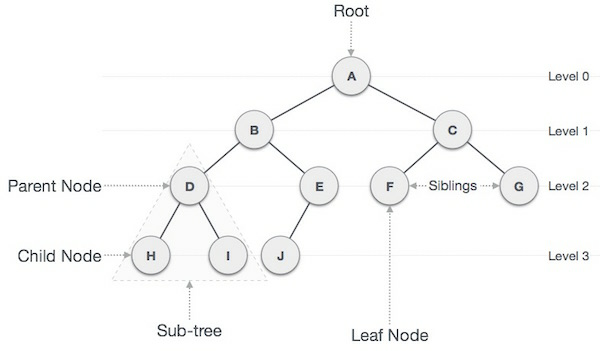 Root
A
Level 0
B
C
Level 1
Parent Node
D
E
F
Siblings
G
Level 2
Child Node
H
I
J
Level 3
Sub-tree
Leaf Node